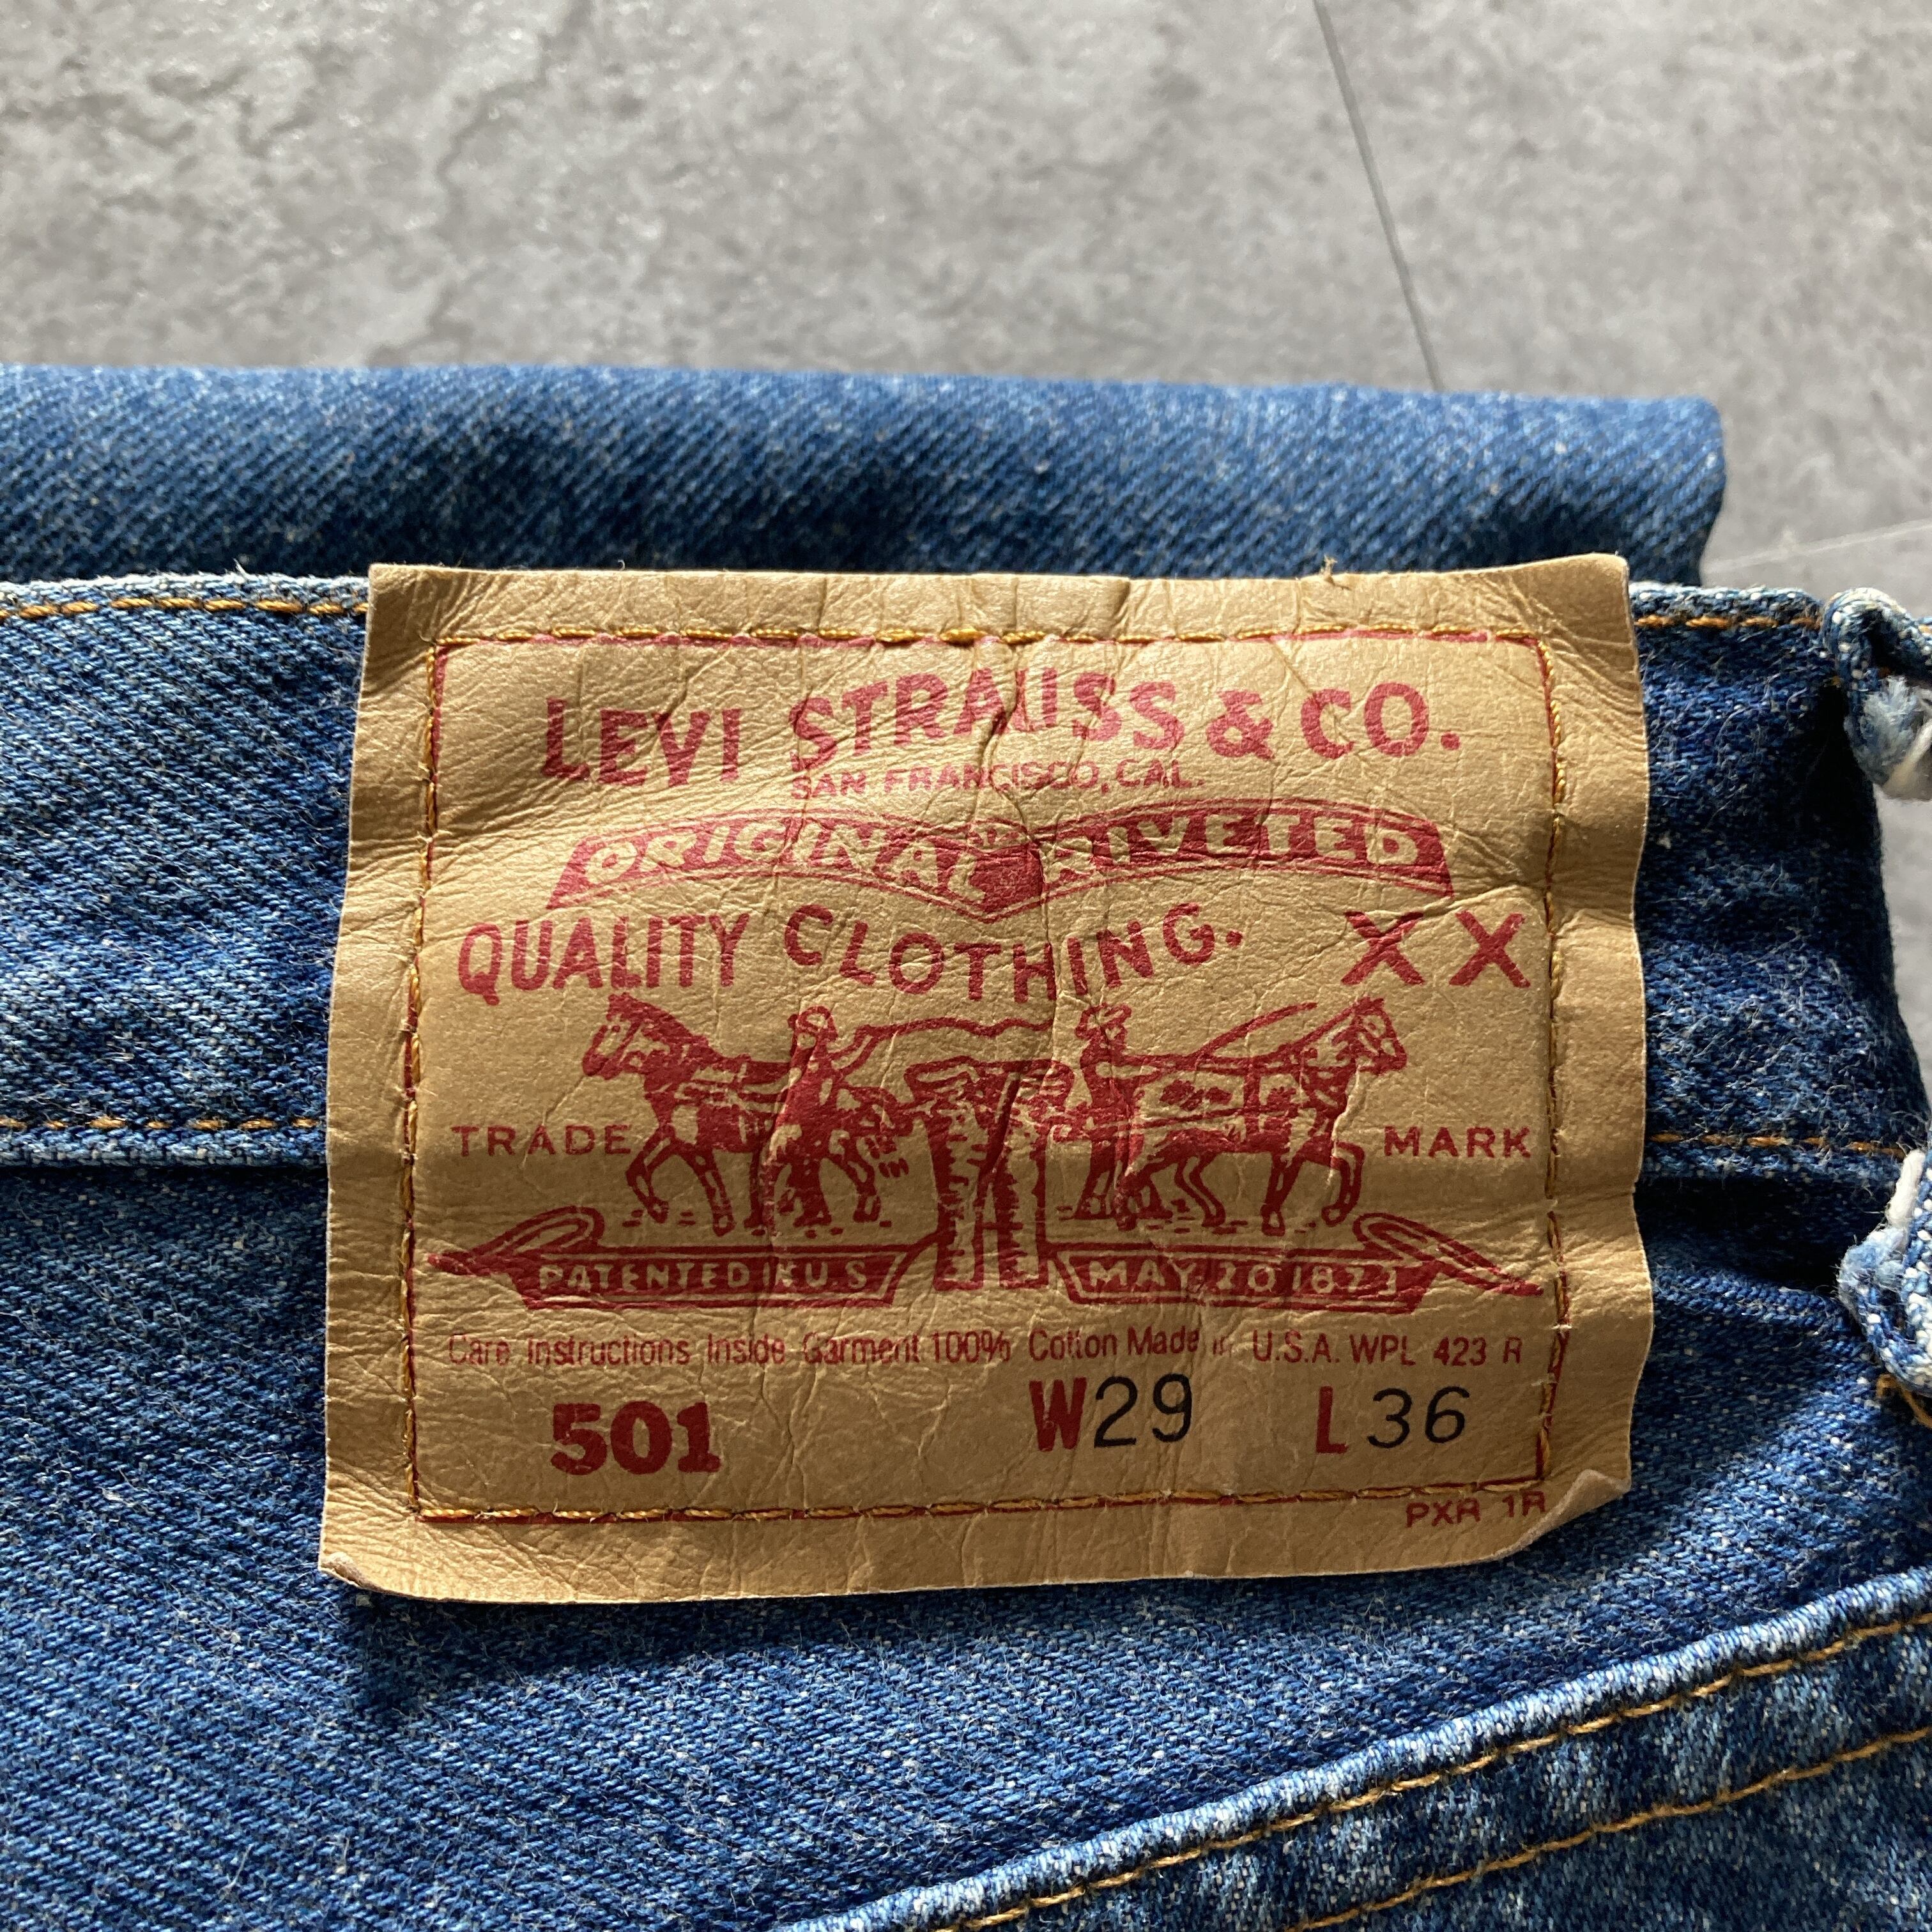 LEVI STRAUSS & CO.
SAN FRANCISCO, CAL.
ORIGINAL RIVETED
QUALITY CLOTHING. XX
TRADE MARK
PATENTED IN U S MAY 20 1873
Care Instructions Inside Garment 100% Cotton Made in U.S.A. WPL 423 R
501 W29 L36
PXR 1R